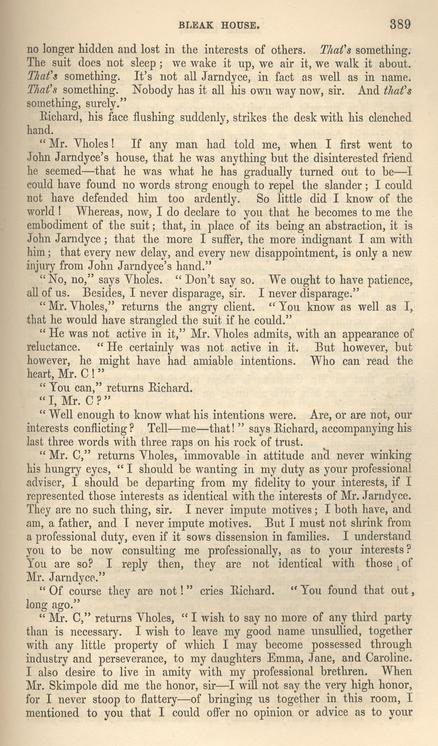 BLEAK HOUSE. 389
no longer hidden and lost in the interests of others. That's something.
The suit does not sleep; we wake it up, we air it, we walk it about.
That's something. It's not all Jarndyce, in fact as well as in name.
That's something. Nobody has it all his own way now, sir. And that's
something, surely."
Richard, his face flushing suddenly, strikes the desk with his clenched
hand.
"Mr. Vholes! If any man had told me, when I first went to
John Jarndyce's house, that he was anything but the disinterested friend
he seemed—that he was what he has gradually turned out to be—I
could have found no words strong enough to repel the slander; I could
not have defended him too ardently. So little did I know of the
world! Whereas, now, I do declare to you that he becomes to me the
embodiment of the suit; that, in place of its being an abstraction, it is
John Jarndyce; that the more I suffer, the more indignant I am with
him; that every new delay, and every new disappointment, is only a new
injury from John Jarndyce's hand."
"No, no," says Vholes. "Don't say so. We ought to have patience,
all of us. Besides, I never disparage, sir. I never disparage."
"Mr. Vholes," returns the angry client. "You know as well as I,
that he would have strangled the suit if he could."
"He was not active in it," Mr. Vholes admits, with an appearance of
reluctance. "He certainly was not active in it. But however, but
however, he might have had amiable intentions. Who can read the
heart, Mr. C!"
"You can," returns Richard.
"I, Mr. C?"
"Well enough to know what his intentions were. Are, or are not, our
interests conflicting? Tell—me—that!" says Richard, accompanying his
last three words with three raps on his rock of trust.
"Mr. C," returns Vholes, immovable in attitude and never winking
his hungry eyes, "I should be wanting in my duty as your professional
adviser, I should be departing from my fidelity to your interests, if I
represented those interests as identical with the interests of Mr. Jarndyce.
They are no such thing, sir. I never impute motives; I both have, and
am, a father, and I never impute motives. But I must not shrink from
a professional duty, even if it sows dissension in families. I understand
you to be now consulting me professionally, as to your interests?
You are so? I reply then, they are not identical with those of
Mr. Jarndyce."
"Of course they are not!" cries Richard. "You found that out,
long ago."
"Mr. C," returns Vholes, "I wish to say no more of any third party
than is necessary. I wish to leave my good name unsullied, together
with any little property of which I may become possessed through
industry and perseverance, to my daughters Emma, Jane, and Caroline.
I also desire to live in amity with my professional brethren. When
Mr. Skimpole did me the honor, sir—I will not say the very high honor,
for I never stoop to flattery—of bringing us together in this room, I
mentioned to you that I could offer no opinion or advice as to your